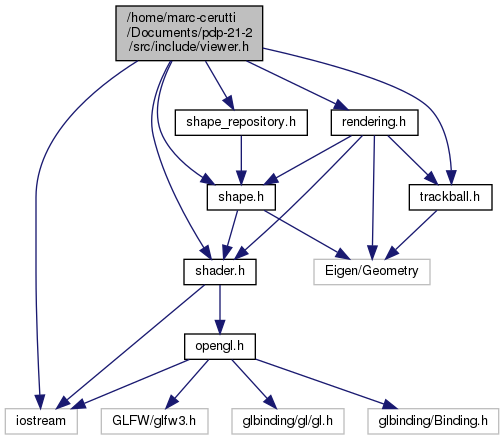 /home/marc-cerutti
/Documents/pdp-21-2
/src/include/viewer.h
shape_repository.h
rendering.h
shape.h
trackball.h
shader.h
Eigen/Geometry
opengl.h
iostream
GLFW/glfw3.h
glbinding/gl/gl.h
glbinding/Binding.h